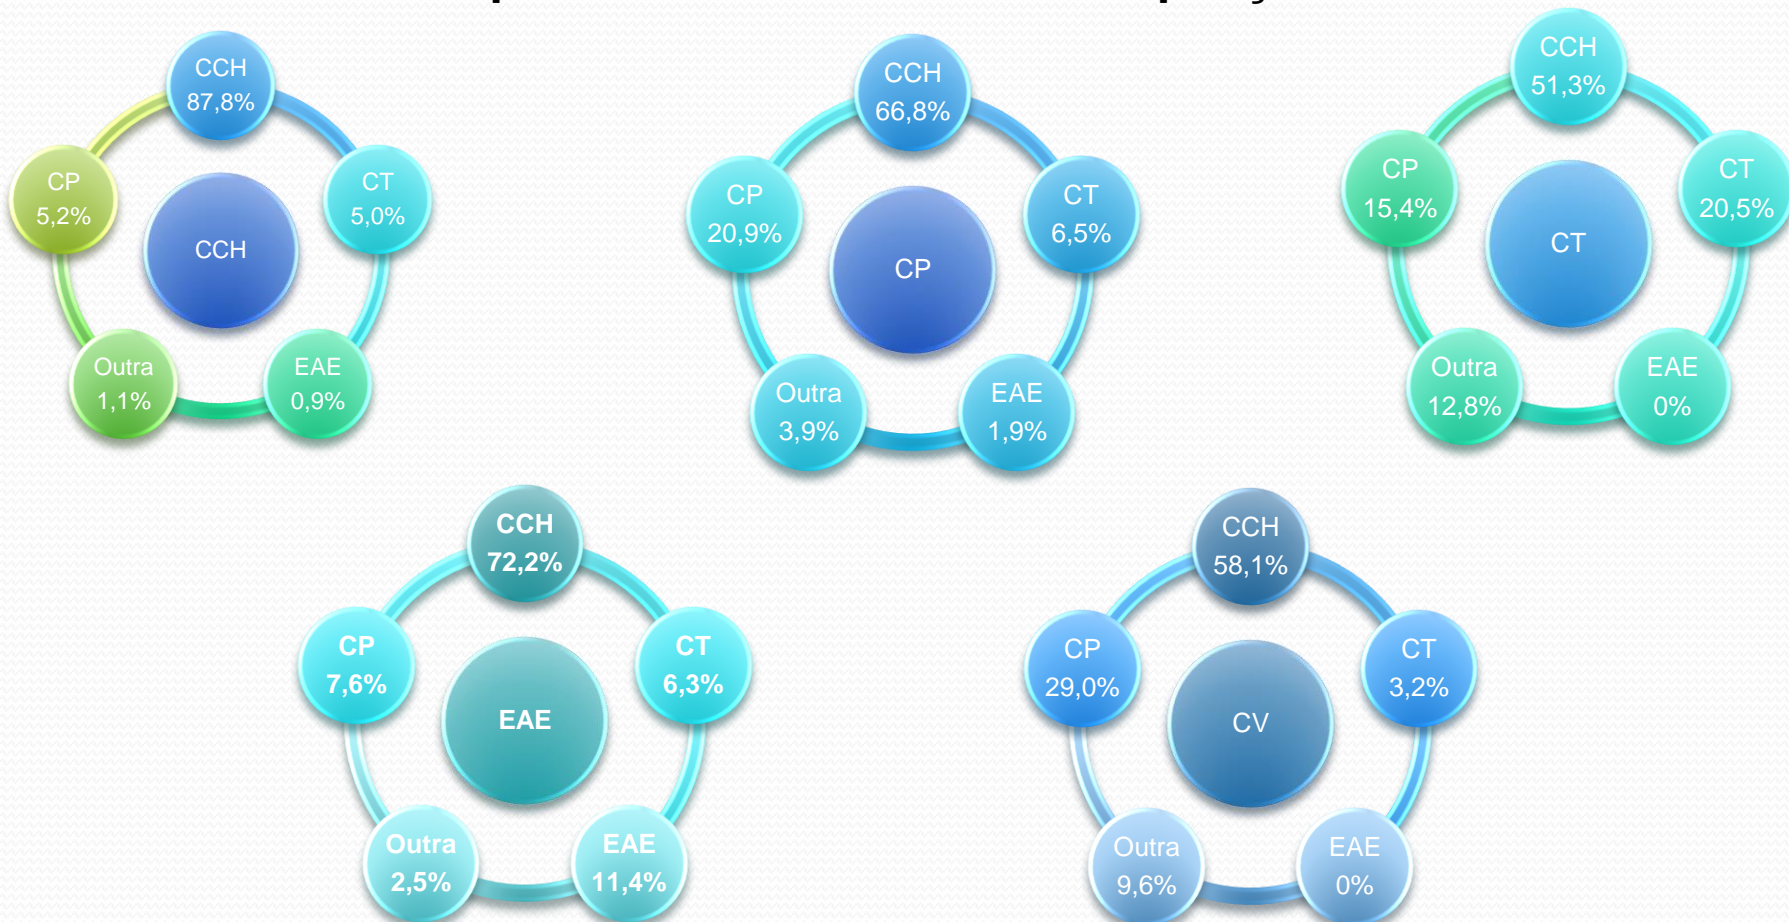 CCH
87,8%
CT
5,0%
EAE
0,9%
Outra
1,1%
CP
5,2%
CCH
CCH
66,8%
CT
6,5%
EAE
1,9%
Outra
3,9%
CP
20,9%
CP
CCH
51,3%
CT
20,5%
EAE
0%
Outra
12,8%
CP
15,4%
CT
CCH
72,2%
CT
6,3%
EAE
11,4%
Outra
2,5%
CP
7,6%
EAE
CCH
58,1%
CT
3,2%
EAE
0%
Outra
9,6%
CP
29,0%
CV